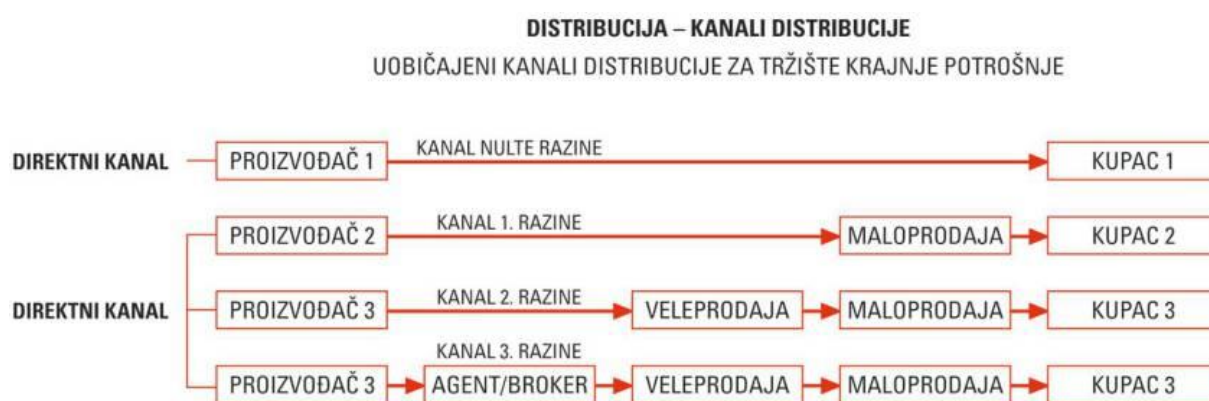 DISTRIBUCIJA – KANALI DISTRIBUCIJE
UOBIČAJENI KANALI DISTRIBUCIJE ZA TRŽIŠTE KRAJNJE POTROŠNJE
DIREKTNI KANAL PROIZVOĐAČ 1 KANAL NULTE RAZINE KUPAC 1
PROIZVOĐAČ 2 KANAL 1. RAZINE MALOPRODAJA KUPAC 2
DIREKTNI KANAL PROIZVOĐAČ 3 KANAL 2. RAZINE VELEPRODAJA MALOPRODAJA KUPAC 3
KANAL 3. RAZINE
PROIZVOĐAČ 3 AGENT/BROKER VELEPRODAJA MALOPRODAJA KUPAC 3